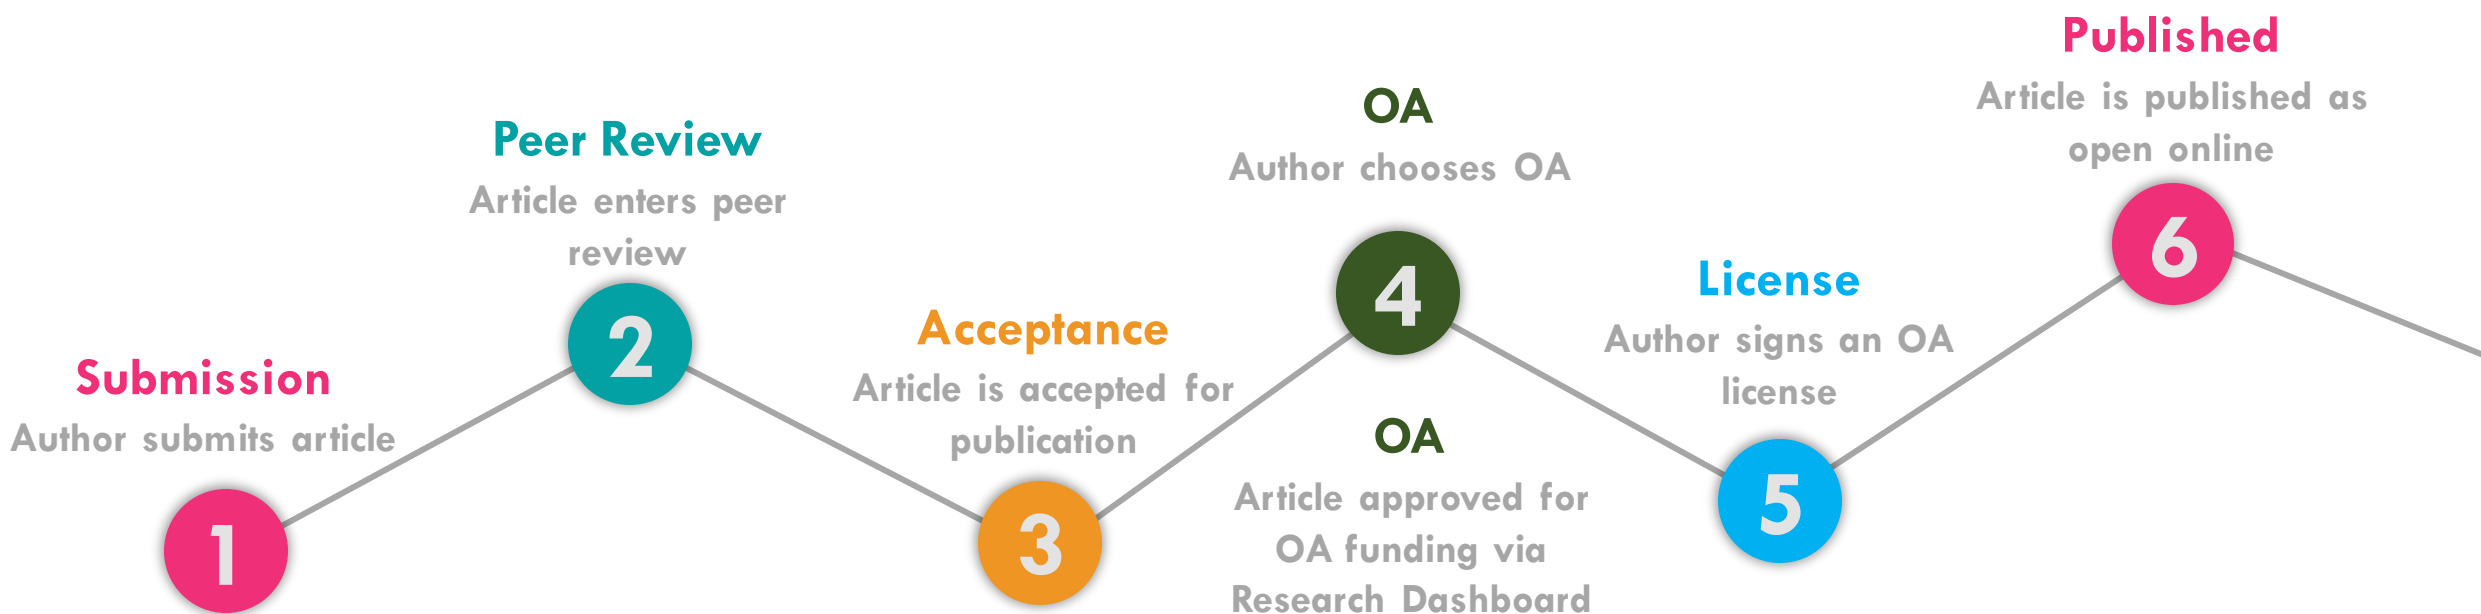 Submission
Author submits article
1
Peer Review
Article enters peer
review
2
Acceptance
Article is accepted for
publication
3
OA
Author chooses OA
4
OA
Article approved for
OA funding via
Research Dashboard
License
Author signs an OA
license
5
Published
Article is published as
open online
6